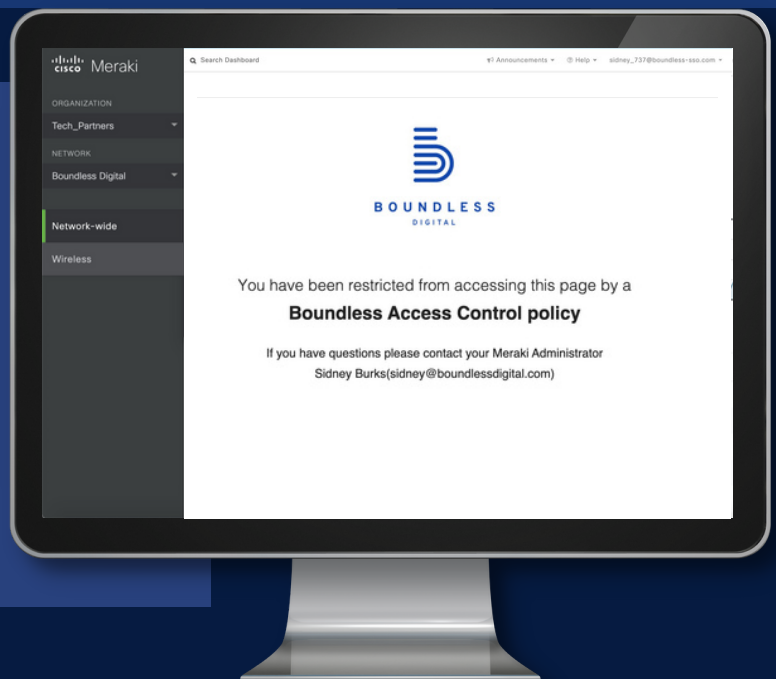 cisco Meraki
Search Dashboard
Announcements
Help
sidney_737@boundless-sso.com
ORGANIZATION
Tech_Partners
NETWORK
Boundless Digital
Network-wide
Wireless
BOUNDLESS
DIGITAL
You have been restricted from accessing this page by a
Boundless Access Control policy
If you have questions please contact your Meraki Administrator
Sidney Burks(sidney@boundlessdigital.com)